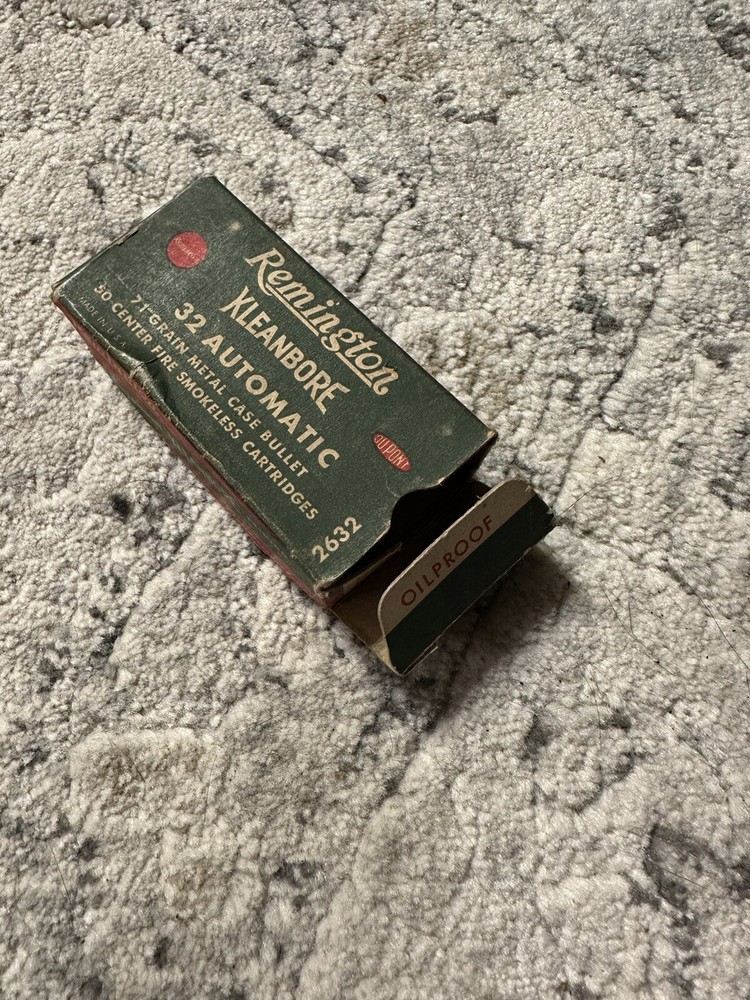 Remington
KLEANBORE
32 AUTOMATIC
71 GRAIN METAL CASE BULLET
50 CENTER FIRE SMOKELESS CARTRIDGES
MADE IN U.S.A.
2632
DUPONT
OILPROOF